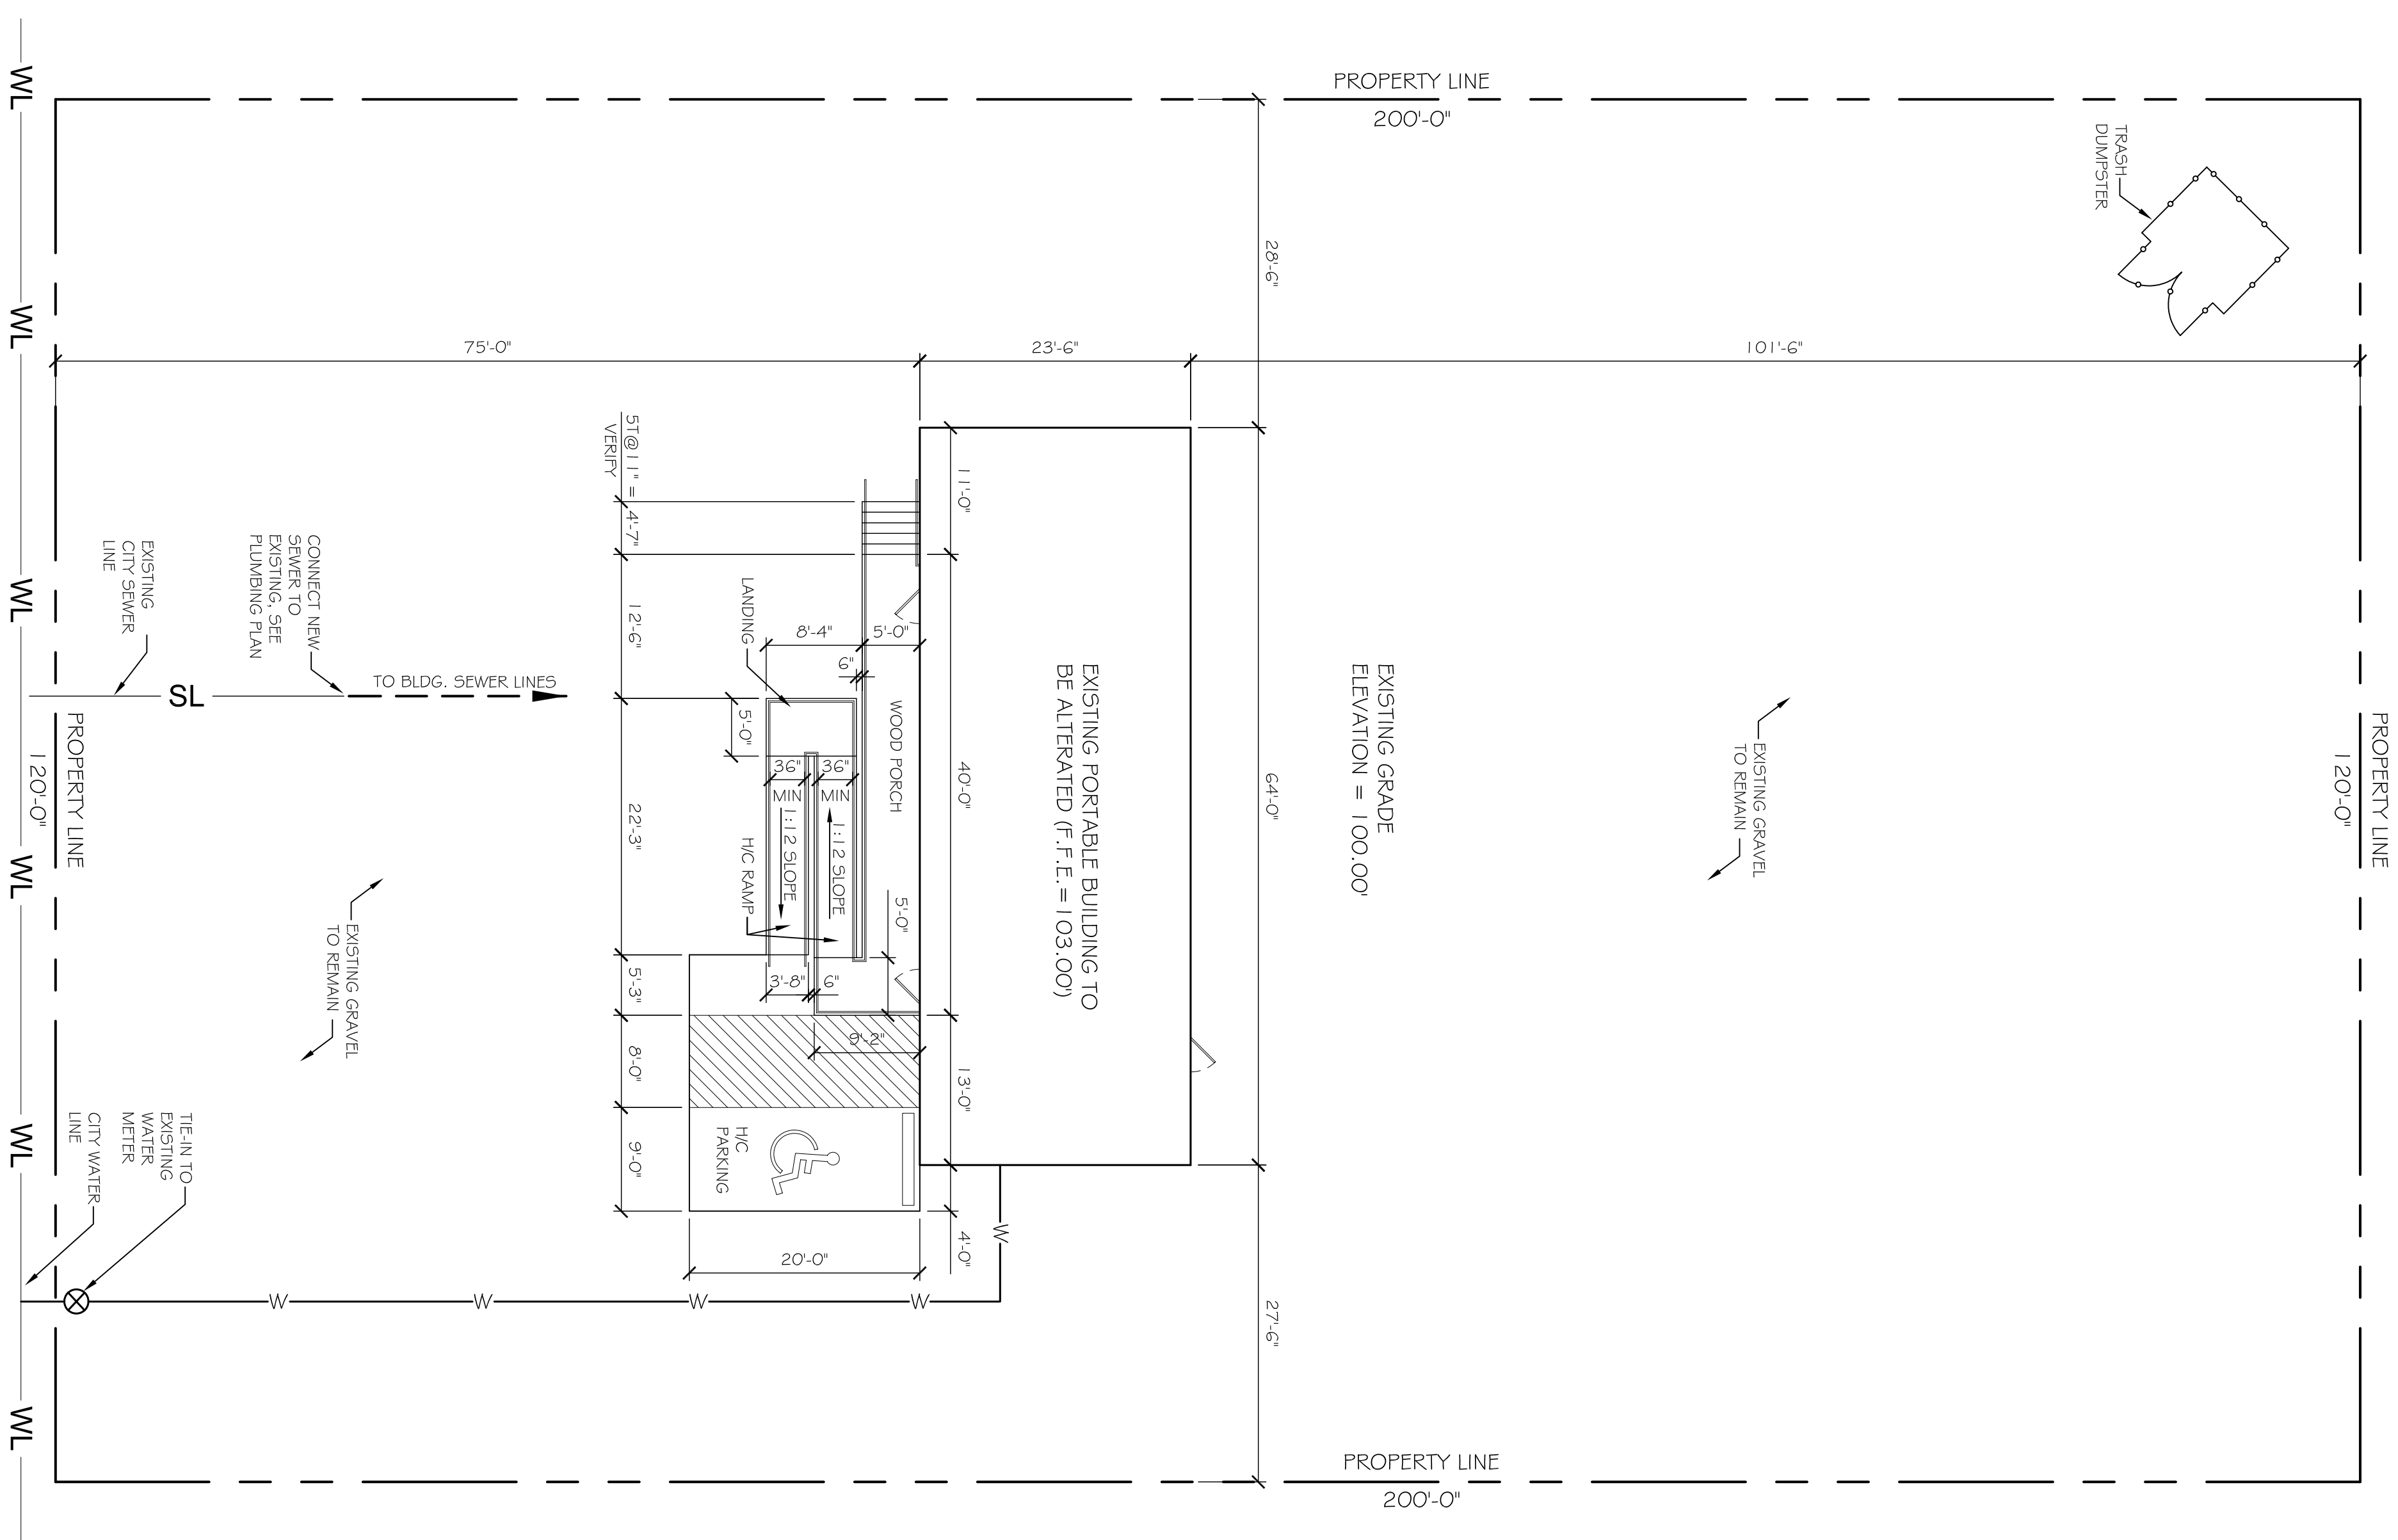 PROPERTY LINE
200'-0"
TRASH
DUMPSTER
28'-6"
75'-0"
23'-6"
101'-6"
WL
WL
WL
WL
WL
WL
5T@11" =
VERIFY
4'-7"
12'-6"
22'-3"
5'-3"
8'-0"
9'-0"
11'-0"
40'-0"
13'-0"
4'-0"
64'-0"
27'-6"
LANDING
8'-4"
5'-0"
6"
5'-0"
36"
MIN
36"
MIN
1:12 SLOPE
1:12 SLOPE
H/C RAMP
WOOD PORCH
5'-0"
3'-8"
6"
9'-2"
H/C
PARKING
20'-0"
EXISTING PORTABLE BUILDING TO
BE ALTERATED (F.F.E.=103.00')
EXISTING GRADE
ELEVATION = 100.00'
EXISTING GRAVEL
TO REMAIN
EXISTING GRAVEL
TO REMAIN
EXISTING
CITY SEWER
LINE
CONNECT NEW
SEWER TO
EXISTING, SEE
PLUMBING PLAN
SL
TO BLDG. SEWER LINES
PROPERTY LINE
120'-0"
PROPERTY LINE
120'-0"
TIE-IN TO
EXISTING
WATER
METER
CITY WATER
LINE
W
W
W
W
W
PROPERTY LINE
200'-0"